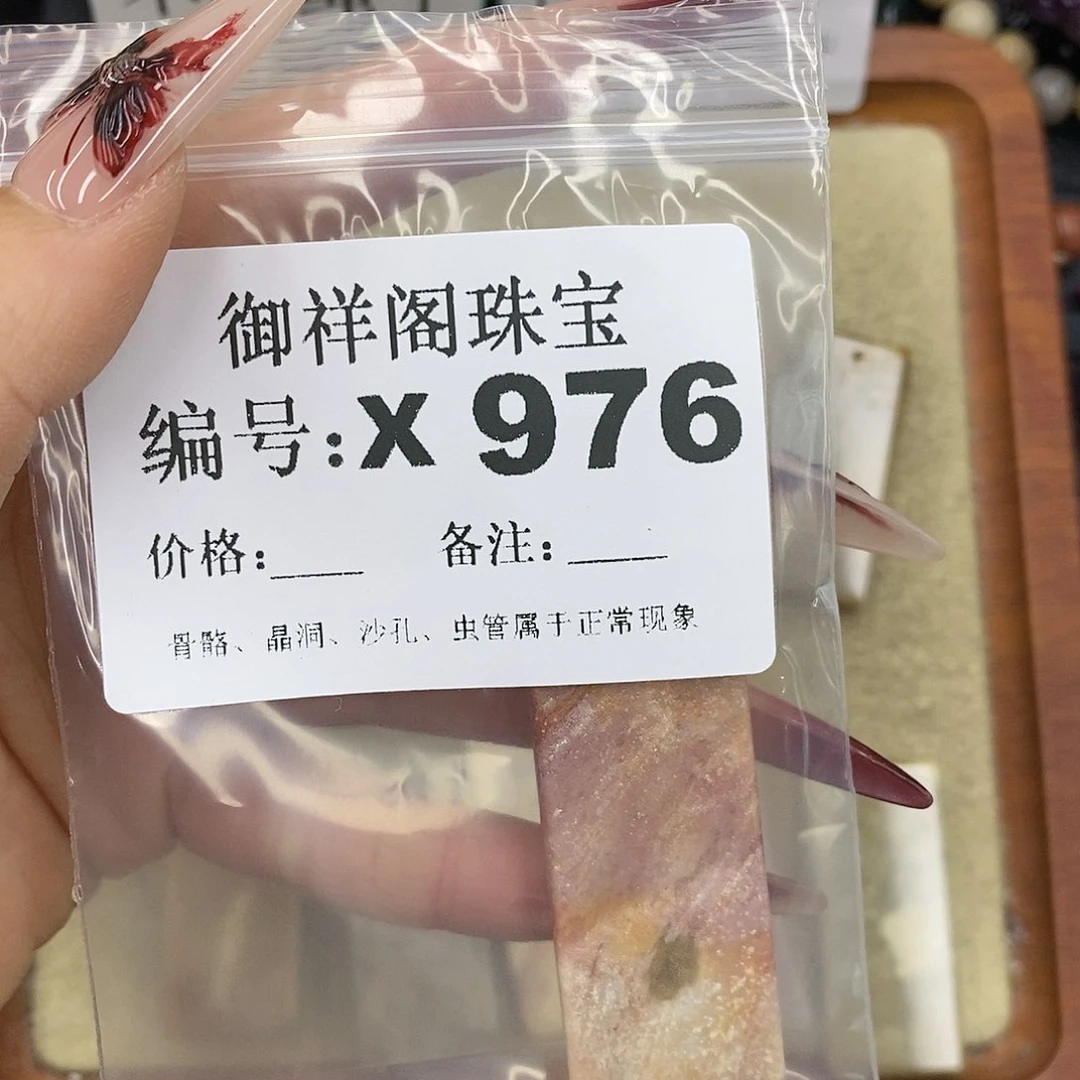 御祥阁珠宝
编号:x 976
价格:____ 备注:____
骨骼、晶洞、沙孔、虫管属于正常现象